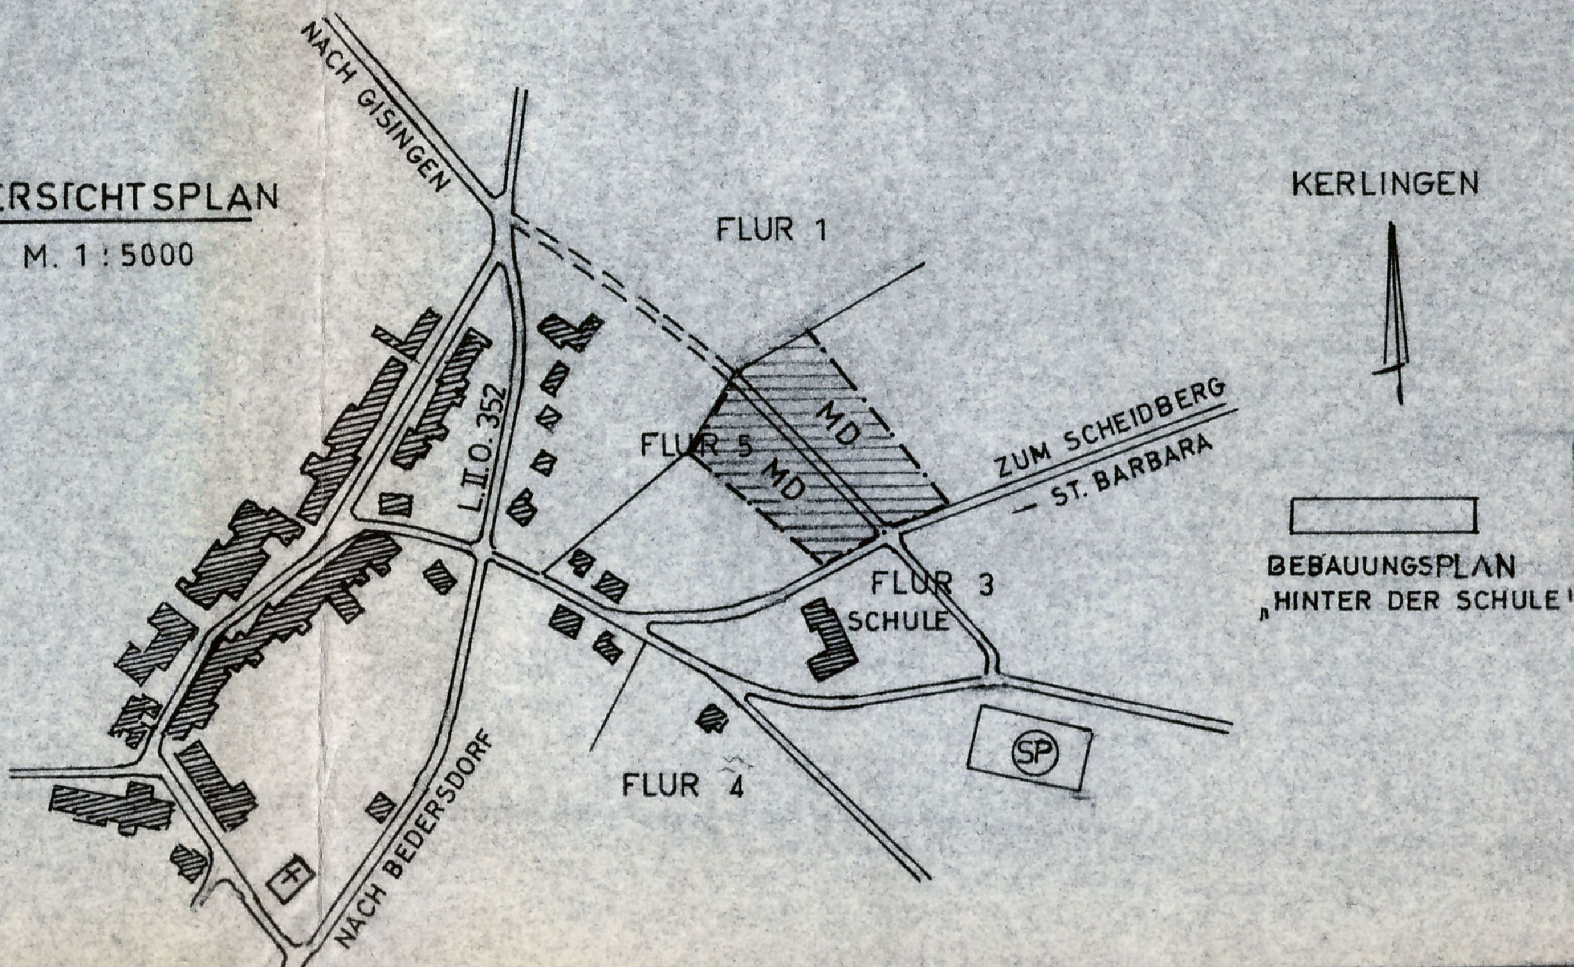 NACH GISINGEN
ERSICHTSPLAN
M. 1:5000
FLUR 1
KERLINGEN
L.II.O. 352
FLUR 5
MD
MD
ZUM SCHEIDBERG
– ST. BARBARA
BEBAUUNGSPLAN
„HINTER DER SCHULE"
FLUR 3
SCHULE
SP
FLUR 4
NACH BEDERSDORF